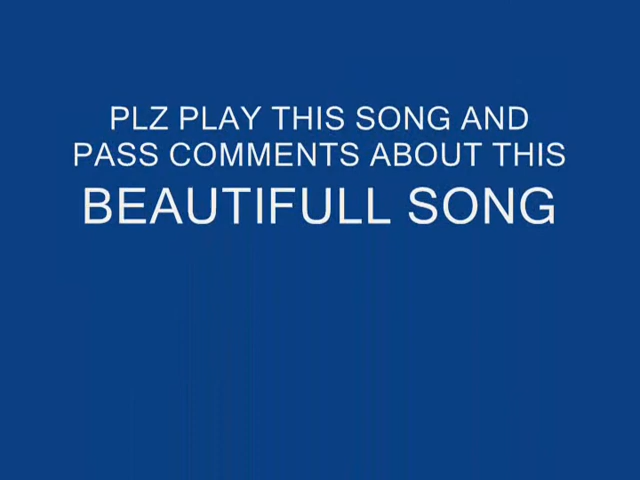 PLZ PLAY THIS SONG AND
PASS COMMENTS ABOUT THIS
BEAUTIFULL SONG